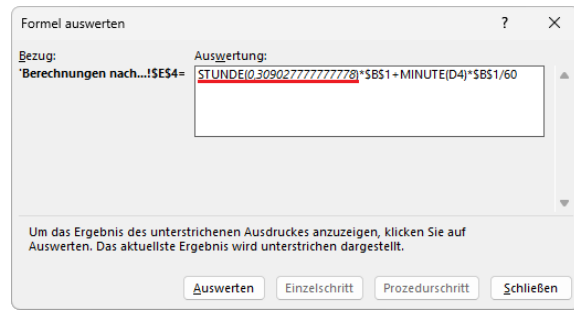 Formel auswerten
Bezug:
Auswertung:
'Berechnungen nach...!$E$4=
STUNDE(0,309027777777778)*$B$1+MINUTE(D4)*$B$1/60
Um das Ergebnis des unterstrichenen Ausdruckes anzuzeigen, klicken Sie auf
Auswerten. Das aktuellste Ergebnis wird unterstrichen dargestellt.
Auswerten
Einzelschritt
Prozedurschritt
Schließen